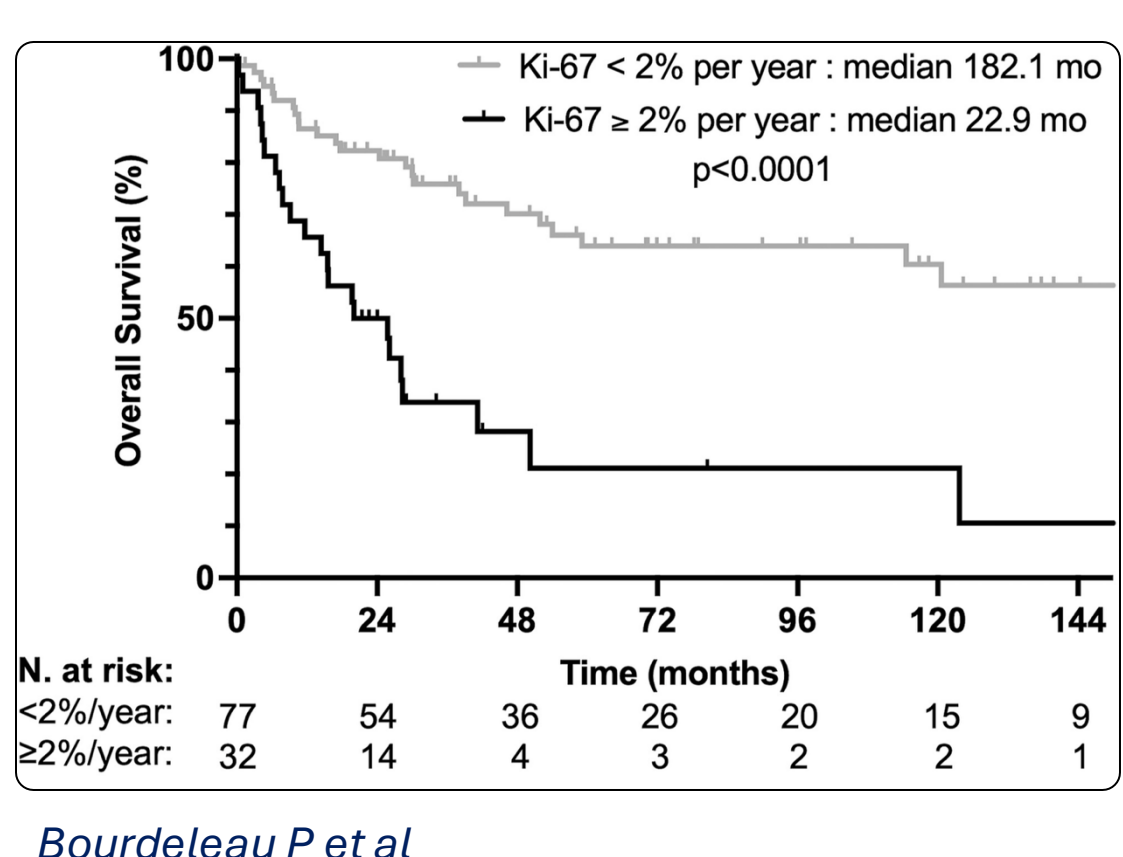 100
Ki-67 < 2% per year : median 182.1 mo
Ki-67 ≥ 2% per year : median 22.9 mo
p<0.0001
Overall Survival (%)
50
0
0 24 48 72 96 120 144
N. at risk: Time (months)
<2%/year: 77 54 36 26 20 15 9
≥2%/year: 32 14 4 3 2 2 1
Bourdeleau P et al